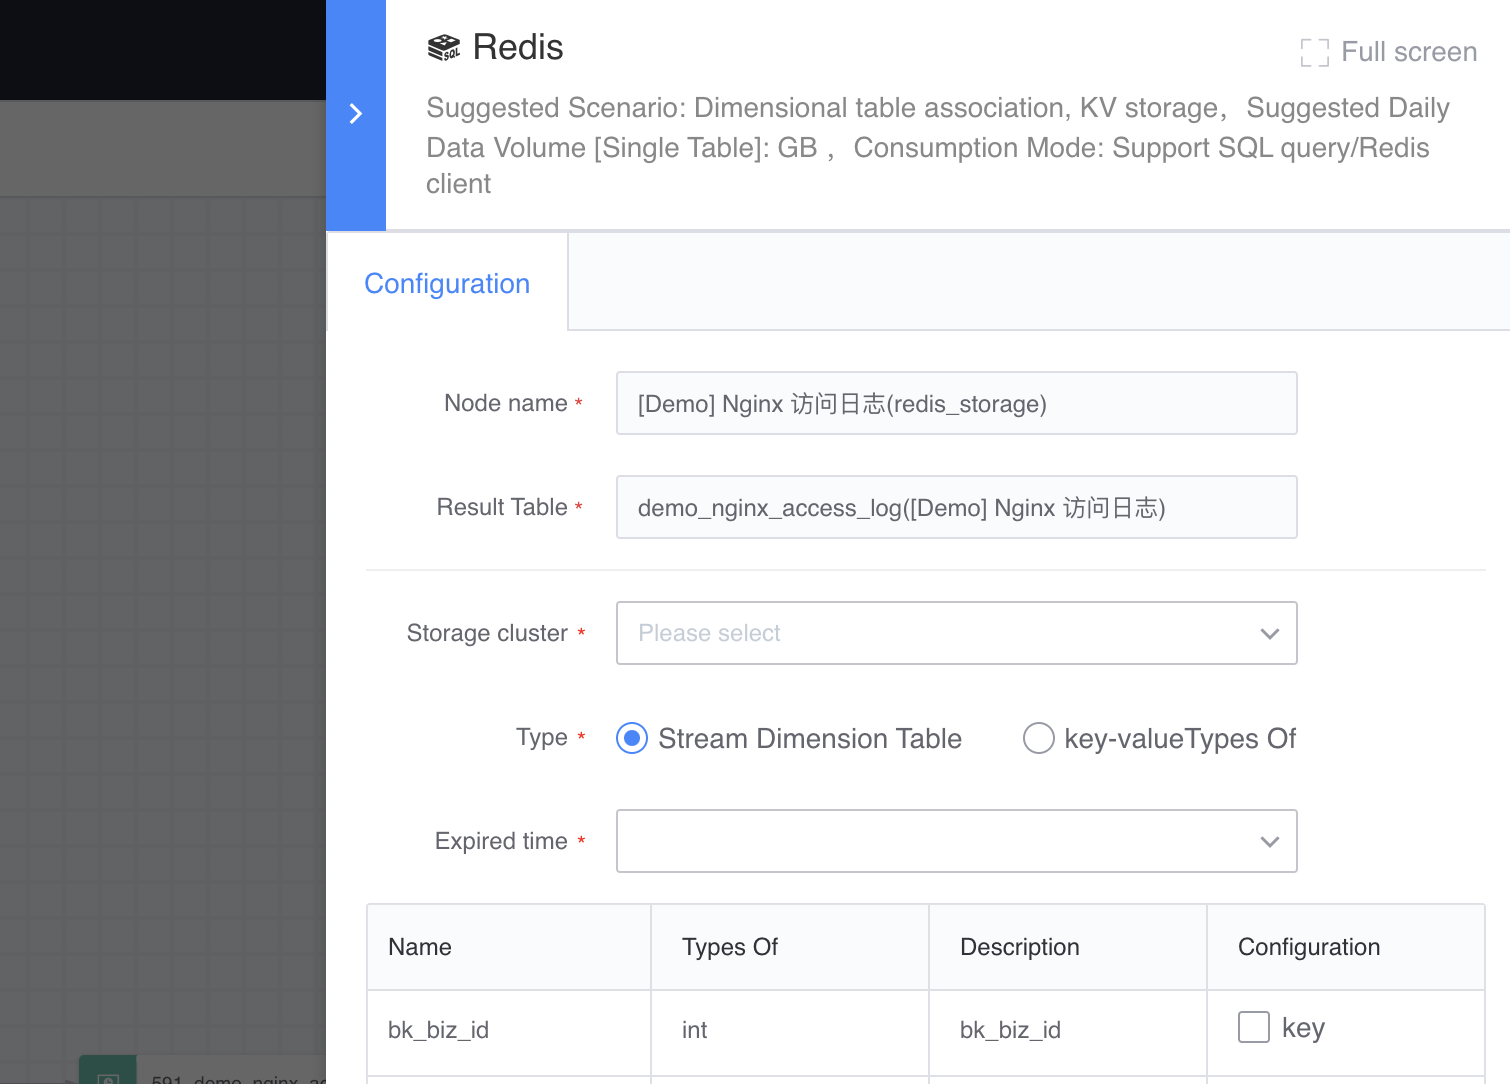 Redis
Full screen
Suggested Scenario: Dimensional table association, KV storage，Suggested Daily
Data Volume [Single Table]: GB ，Consumption Mode: Support SQL query/Redis
client
Configuration
Node name *
[Demo] Nginx 访问日志(redis_storage)
Result Table *
demo_nginx_access_log([Demo] Nginx 访问日志)
Storage cluster *
Please select
Type *
Stream Dimension Table
key-valueTypes Of
Expired time *
Name
Types Of
Description
Configuration
bk_biz_id
int
bk_biz_id
key
591_demo_nginx_ac